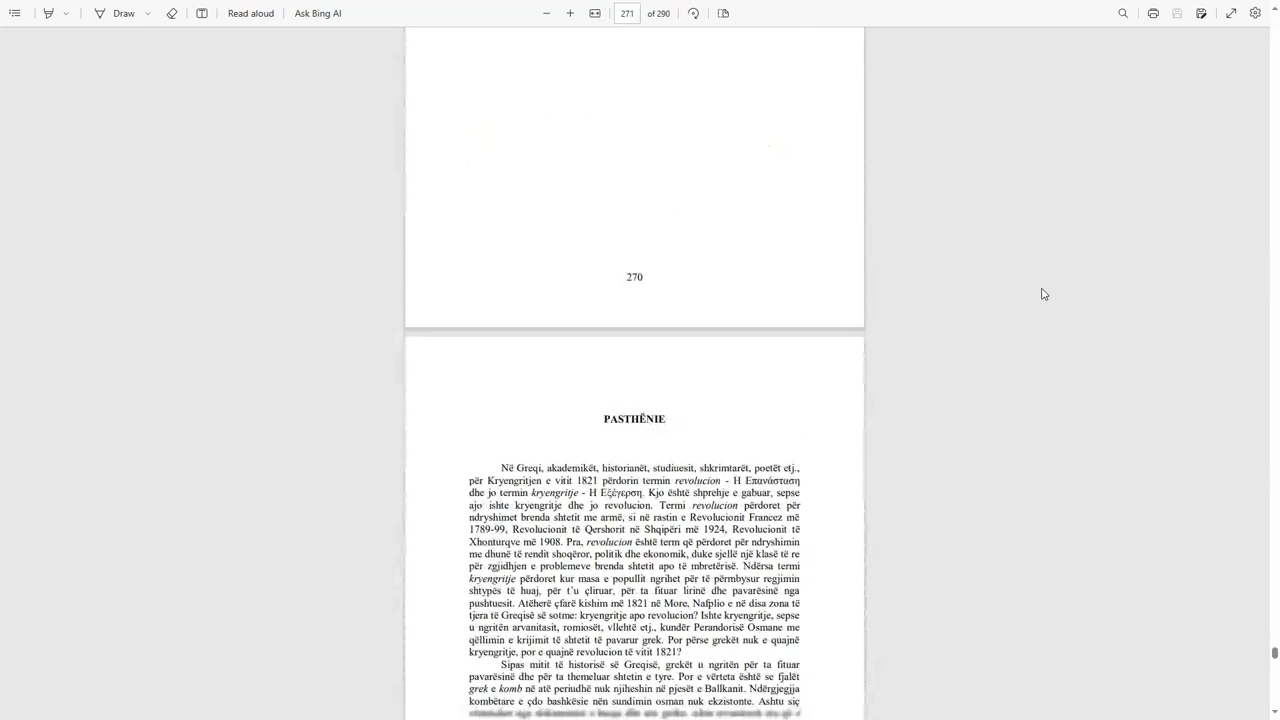 Draw
Read aloud
Ask Bing AI
271 of 290
270
PASTHËNIE
Në Greqi, akademikët, historianët, studiuesit, shkrimtarët, poetët etj.,
për Kryengritjen e vitit 1821 përdorin termin revolucion - Η Επανάσταση
dhe jo termin kryengritje - Η Εξέγερση. Kjo është shprehje e gabuar, sepse
ajo ishte kryengritje dhe jo revolucion. Termi revolucion përdoret për
ndryshimet brenda shtetit me armë, si në rastin e Revolucionit Francez më
1789-99, Revolucionit të Qershorit në Shqipëri më 1924, Revolucionit të
Xhonturqve më 1908. Pra, revolucion është term që përdoret për ndryshimin
me dhunë të rendit shoqëror, politik dhe ekonomik, duke sjellë një klasë të re
për zgjidhjen e problemeve brenda shtetit apo të mbretërisë. Ndërsa termi
kryengritje përdoret kur masa e popullit ngrihet për të përmbysur regjimin
shtypës të huaj, për t’u çliruar, për ta fituar lirinë dhe pavarësinë nga
pushtuesit. Atëherë çfarë kishim më 1821 në More, Nafplio e në disa zona të
tjera të Greqisë së sotme: kryengritje apo revolucion? Ishte kryengritje, sepse
u ngritën arvanitasit, romiosët, vllehtë etj., kundër Perandorisë Osmane me
qëllimin e krijimit të shtetit të pavarur grek. Por përse grekët nuk e quajnë
kryengritje, por e quajnë revolucion të vitit 1821?
Sipas mitit të historisë së Greqisë, grekët u ngritën për ta fituar
pavarësinë dhe për ta themeluar shtetin e tyre. Por e vërteta është se fjalët
grek e komb në atë periudhë nuk njiheshin në pjesët e Ballkanit. Ndërgjegjja
kombëtare e çdo bashkësie nën sundimin osman nuk ekzistonte. Ashtu siç